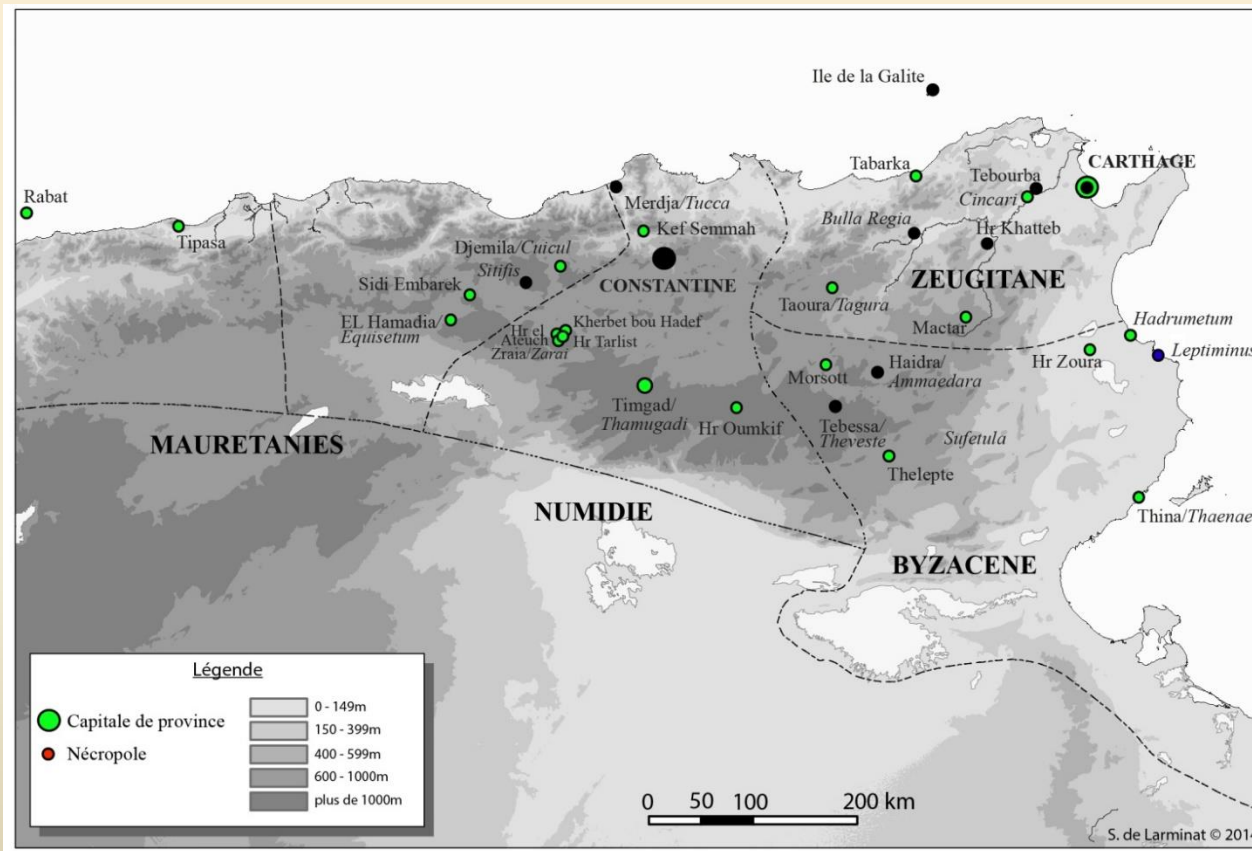 Ile de la Galite
Tabarka
Tebourba
CARTHAGE
Cincari
Rabat
Merdja/Tucca
Bulla Regia
Hr Khatteb
Tipasa
Kef Semmah
Djemila/Cuicul
Sitifis
CONSTANTINE
ZEUGITANE
Sidi Embarek
Taoura/Tagura
EL Hamadia/
Equisetum
Hr el
Ateuch
Kherbet bou Hadef
Hr Tarlist
Zraia/Zarai
Mactar
Hadrumetum
Leptiminus
Hr Zoura
Morsott
Haidra/
Ammaedara
Timgad/
Thamugadi
Hr Oumkif
Tebessa/
Theveste
Sufetula
Thelepte
MAURETANIES
NUMIDIE
Thina/Thaenae
BYZACENE
Légende
Capitale de province
Nécropole
0 - 149m
150 - 399m
400 - 599m
600 - 1000m
plus de 1000m
0 50 100 200 km
S. de Larminat © 2014